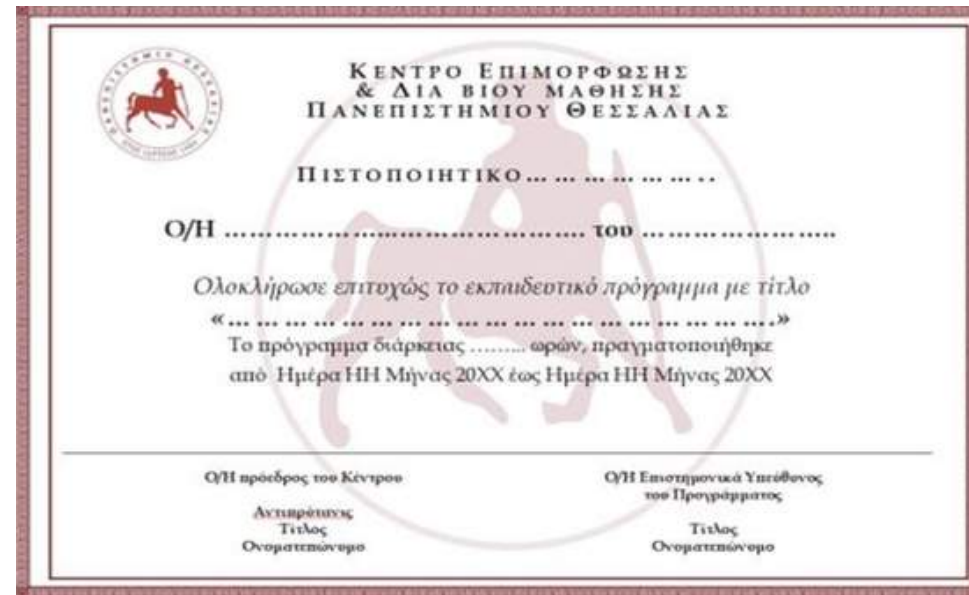 ΠΑΝΕΠΙΣΤΗΜΙΟ ΘΕΣΣΑΛΙΑΣ
ΚΕΝΤΡΟ ΕΠΙΜΟΡΦΩΣΗΣ
& ΔΙΑ ΒΙΟΥ ΜΑΘΗΣΗΣ
ΠΑΝΕΠΙΣΤΗΜΙΟΥ ΘΕΣΣΑΛΙΑΣ
ΠΙΣΤΟΠΟΙΗΤΙΚΟ... ... ... ... ... . .
Ο/Η ............................................. του ........................
Ολοκλήρωσε επιτυχώς το εκπαιδευτικό πρόγραμμα με τίτλο
«... ... ... ... ... ... ... ... ... ... ... ... ... ... ... ... ... ... ....»
Το πρόγραμμα διάρκειας ......... ωρών, πραγματοποιήθηκε
από Ημέρα ΗΗ Μήνας 20ΧΧ έως Ημέρα ΗΗ Μήνας 20ΧΧ
Ο/Η πρόεδρος του Κέντρου
Αντιπρύτανις
Τίτλος
Ονοματεπώνυμο
Ο/Η Επιστημονικά Υπεύθυνος
του Προγράμματος
Τίτλος
Ονοματεπώνυμο